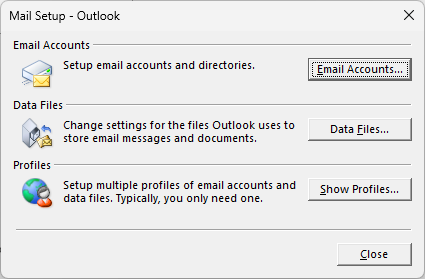 Mail Setup - Outlook
Email Accounts
Setup email accounts and directories.
Email Accounts...
Data Files
Change settings for the files Outlook uses to
store email messages and documents.
Data Files...
Profiles
Setup multiple profiles of email accounts and
data files. Typically, you only need one.
Show Profiles...
Close